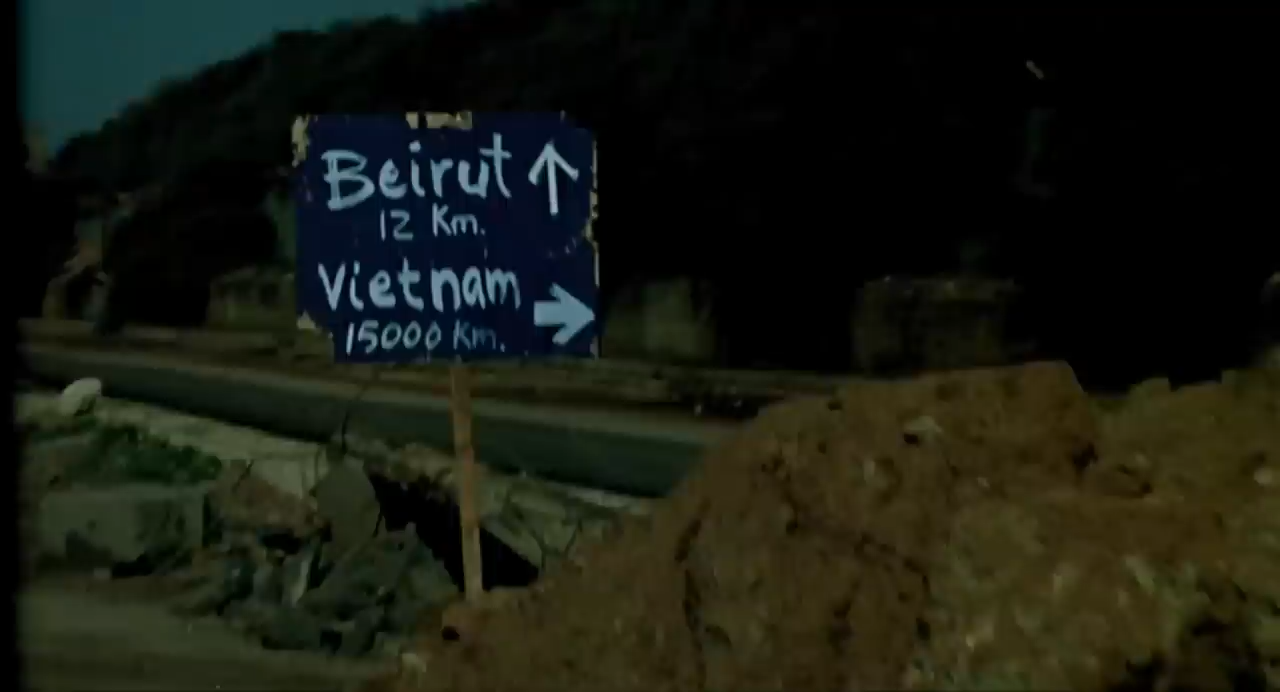 Beirut ↑
12 Km.
Vietnam →
15000 Km.